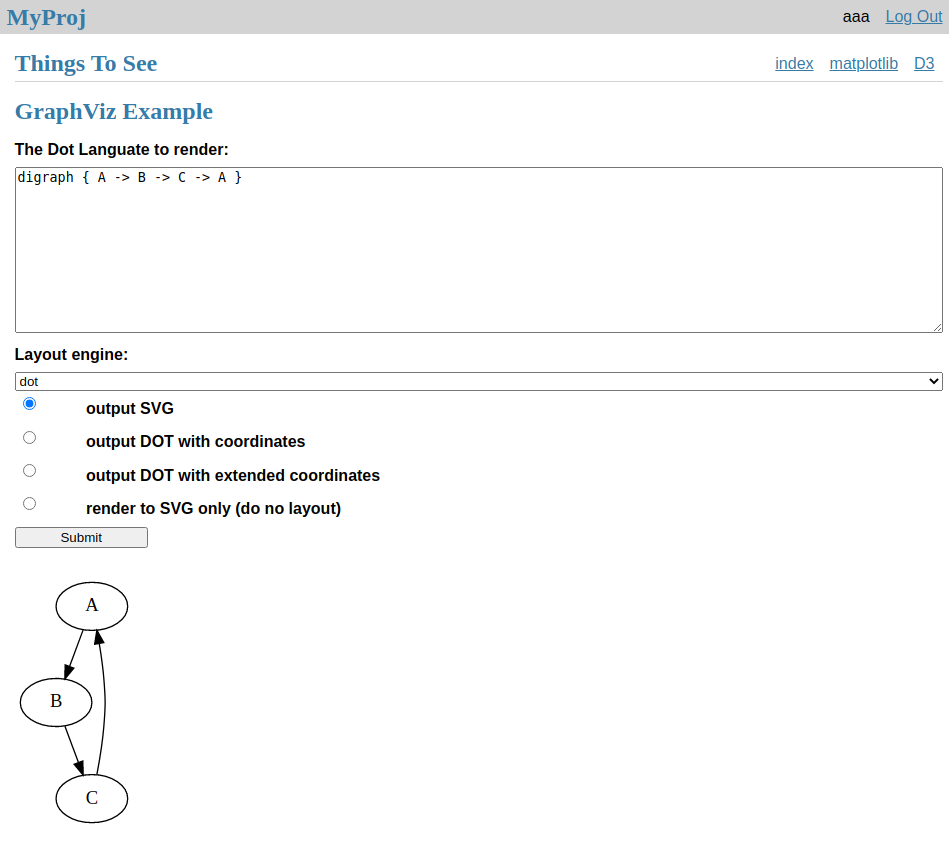 MyProj aaa Log Out
Things To See index matplotlib D3
GraphViz Example
The Dot Languate to render:
digraph { A -> B -> C -> A }
Layout engine:
dot
output SVG
output DOT with coordinates
output DOT with extended coordinates
render to SVG only (do no layout)
Submit
A
B
C